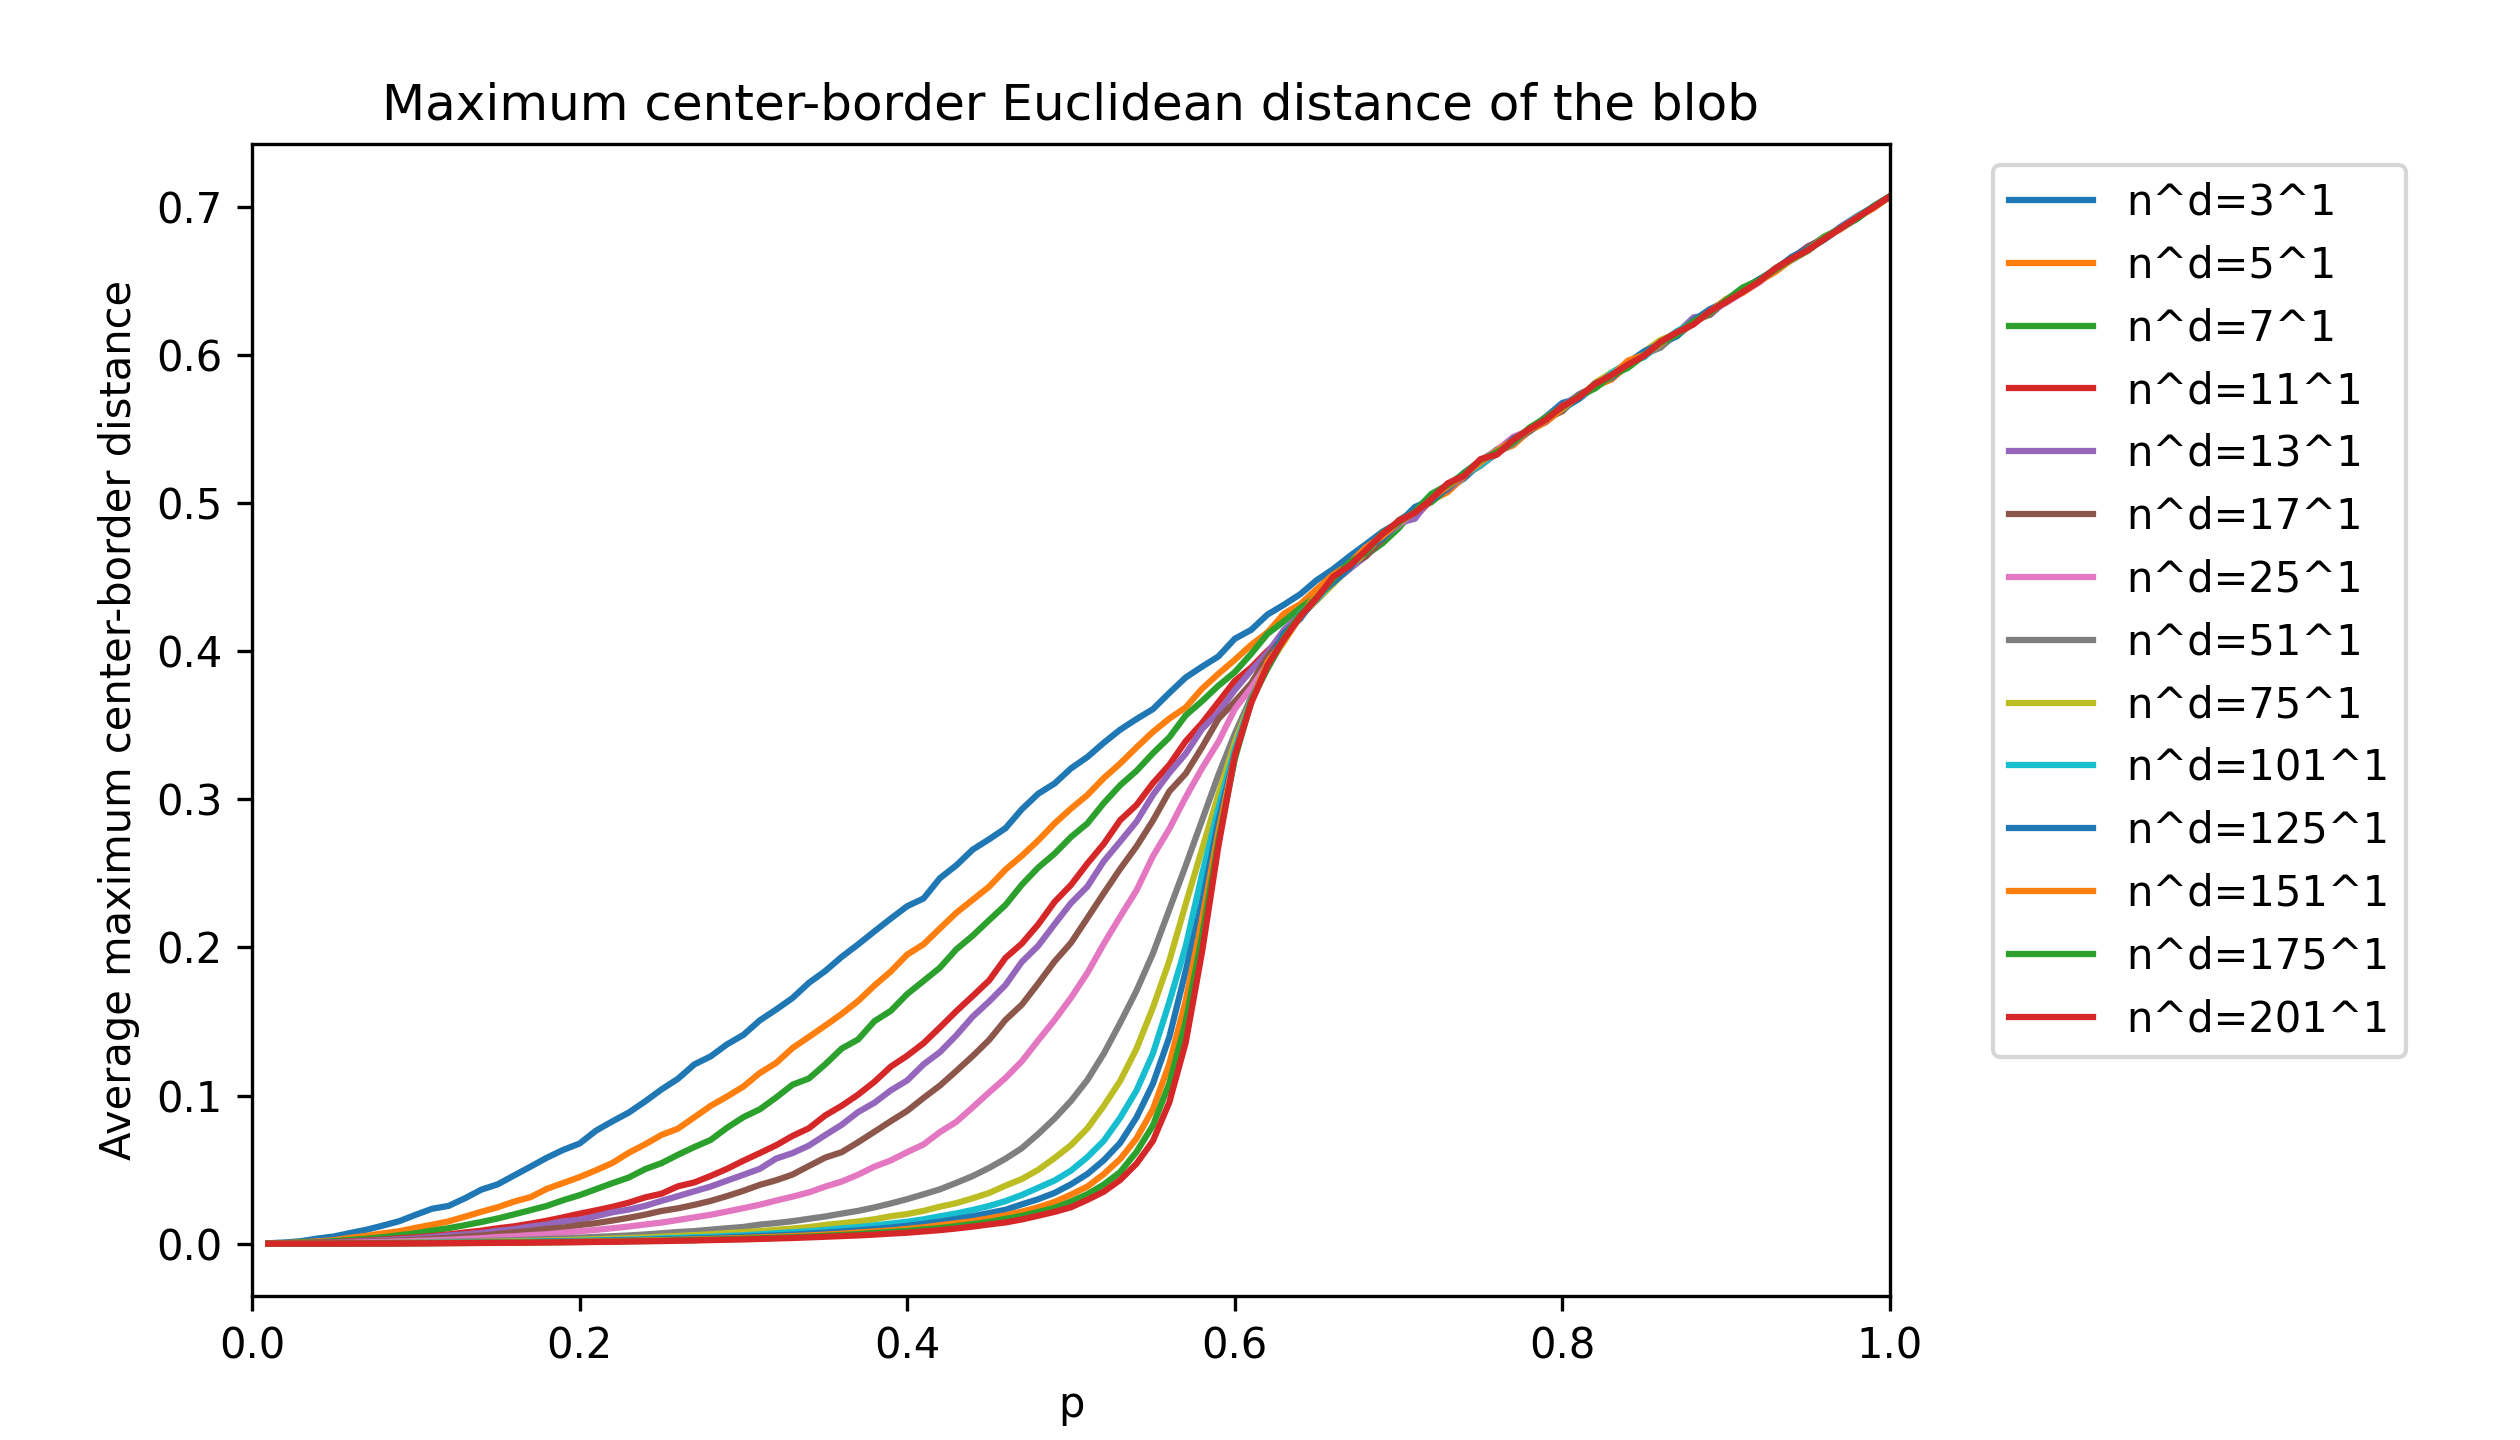 Maximum center-border Euclidean distance of the blob
Average maximum center-border distance
0.7
0.6
0.5
0.4
0.3
0.2
0.1
0.0
0.0 0.2 0.4 0.6 0.8 1.0
p
n^d=3^1
n^d=5^1
n^d=7^1
n^d=11^1
n^d=13^1
n^d=17^1
n^d=25^1
n^d=51^1
n^d=75^1
n^d=101^1
n^d=125^1
n^d=151^1
n^d=175^1
n^d=201^1